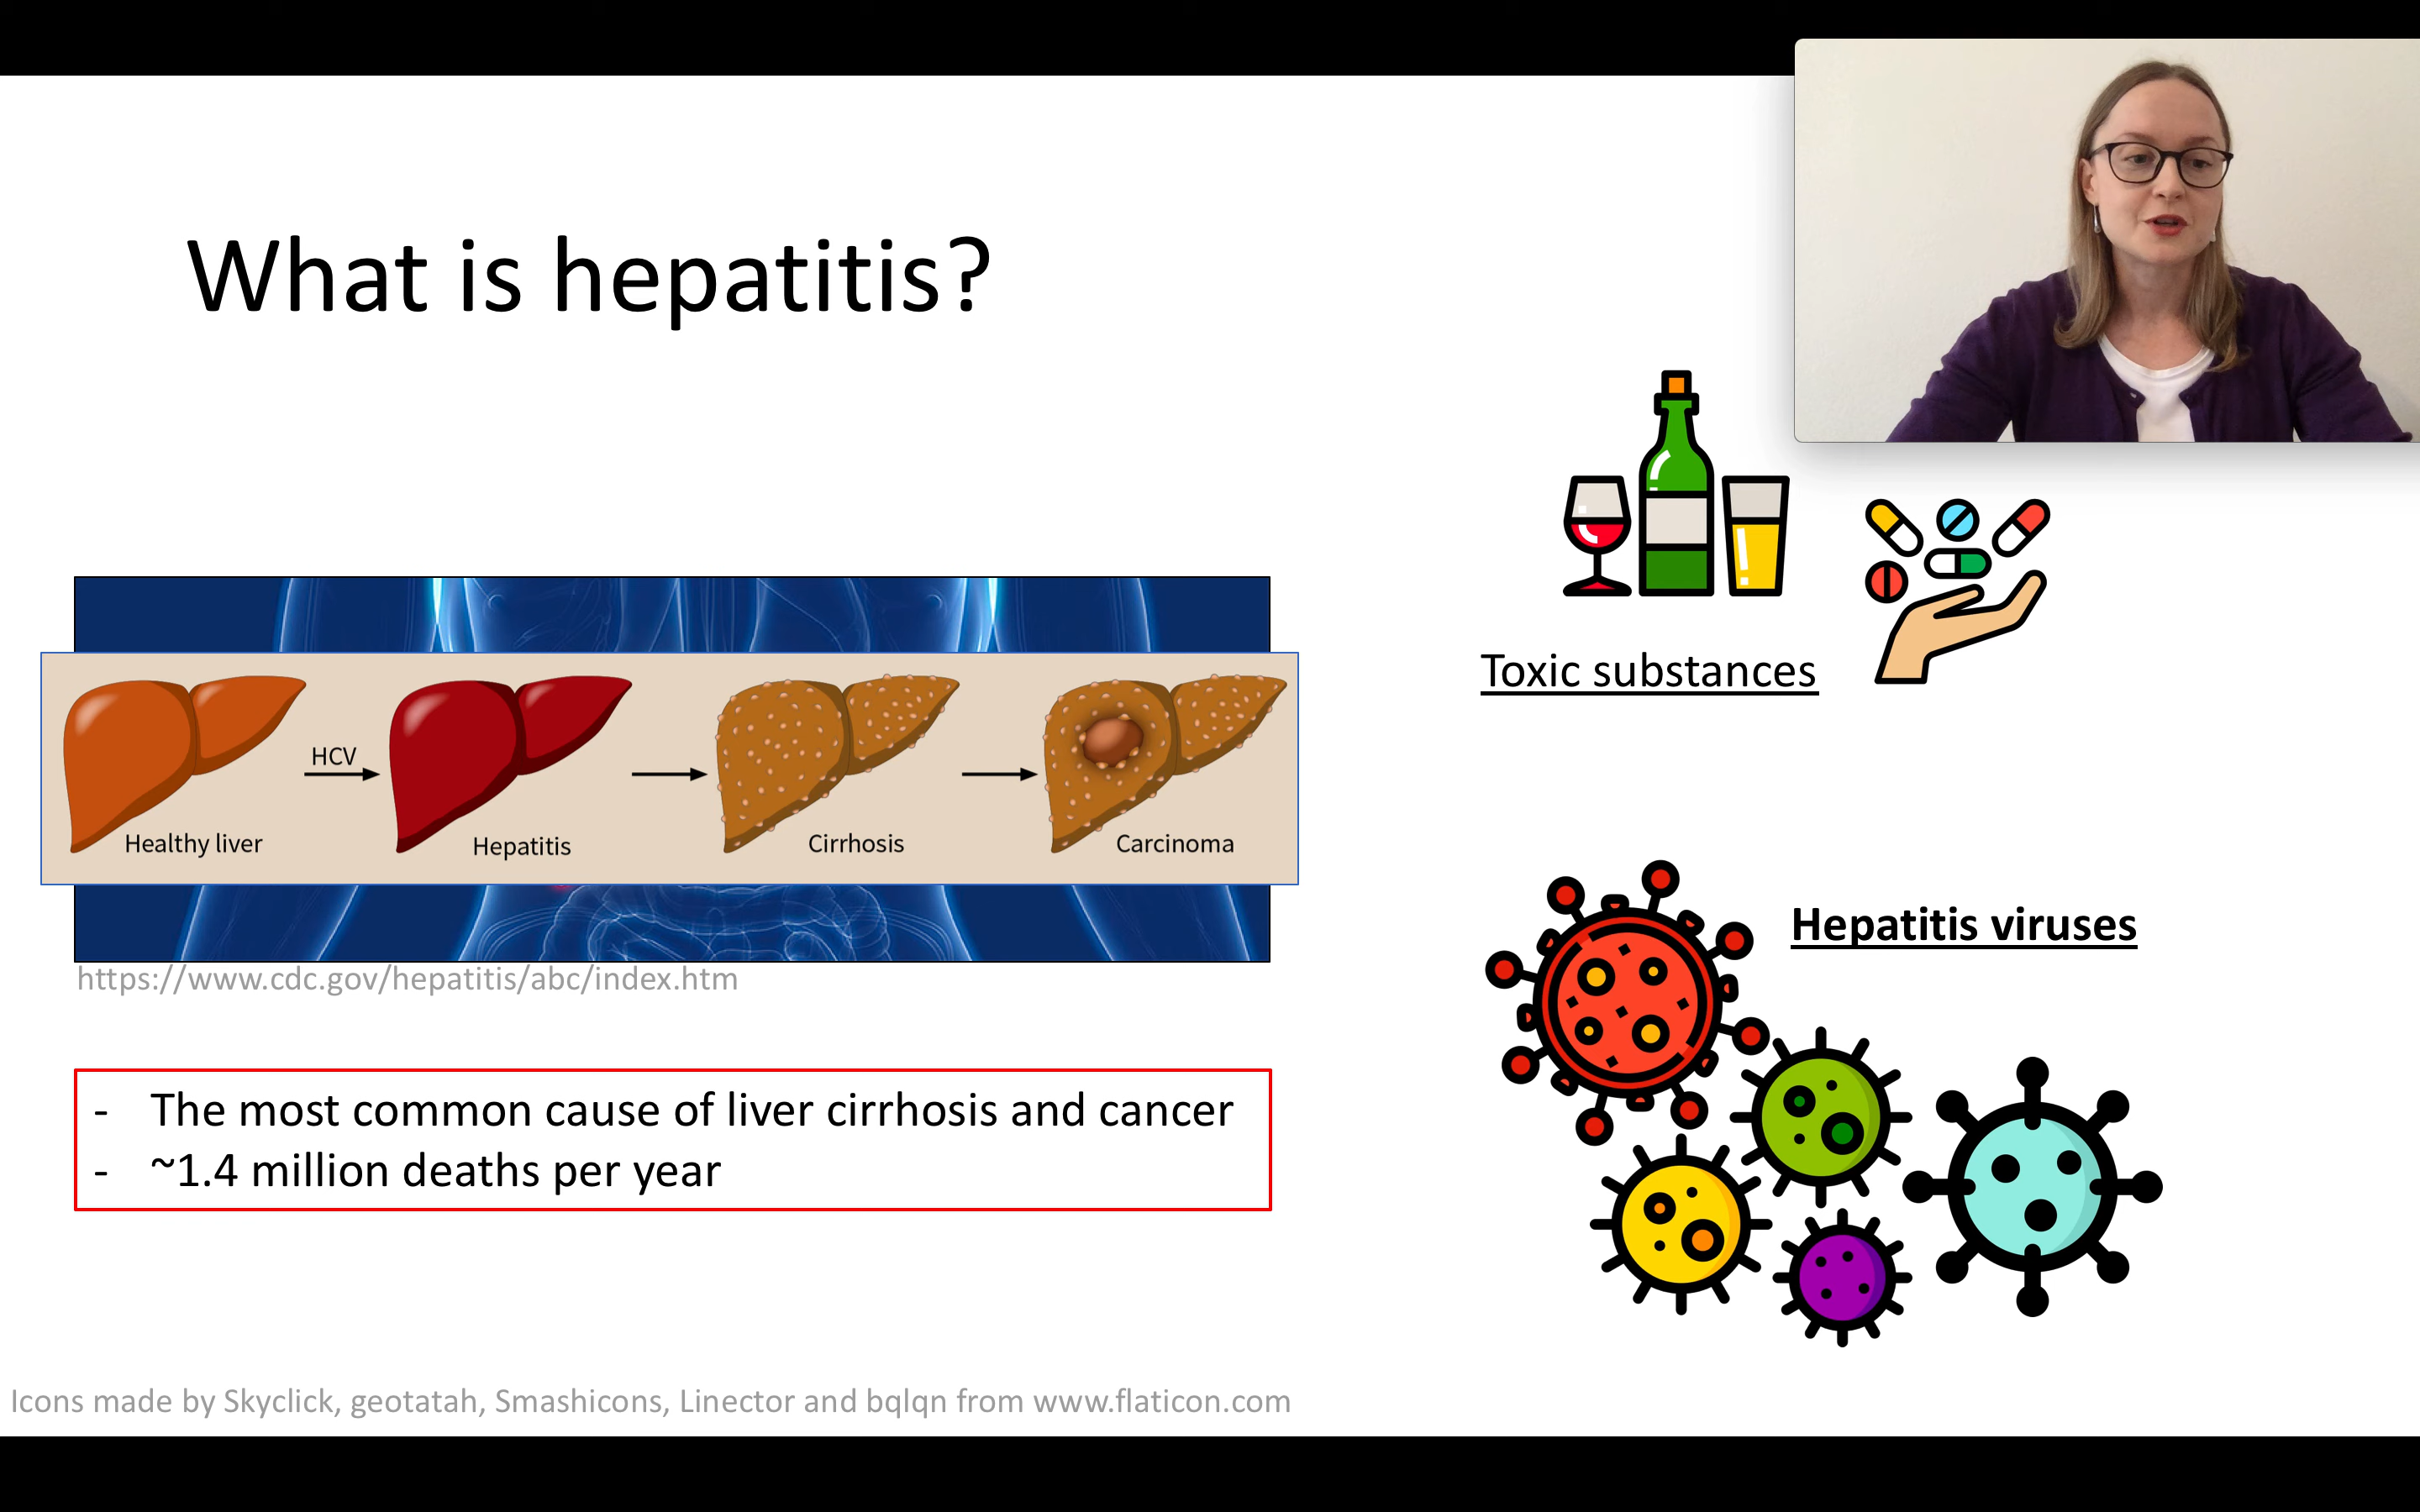 What is hepatitis?
Toxic substances
HCV
Healthy liver
Hepatitis
Cirrhosis
Carcinoma
Hepatitis viruses
https://www.cdc.gov/hepatitis/abc/index.htm
- The most common cause of liver cirrhosis and cancer
- ~1.4 million deaths per year
Icons made by Skyclick, geotatah, Smashicons, Linector and bqlqn from www.flaticon.com